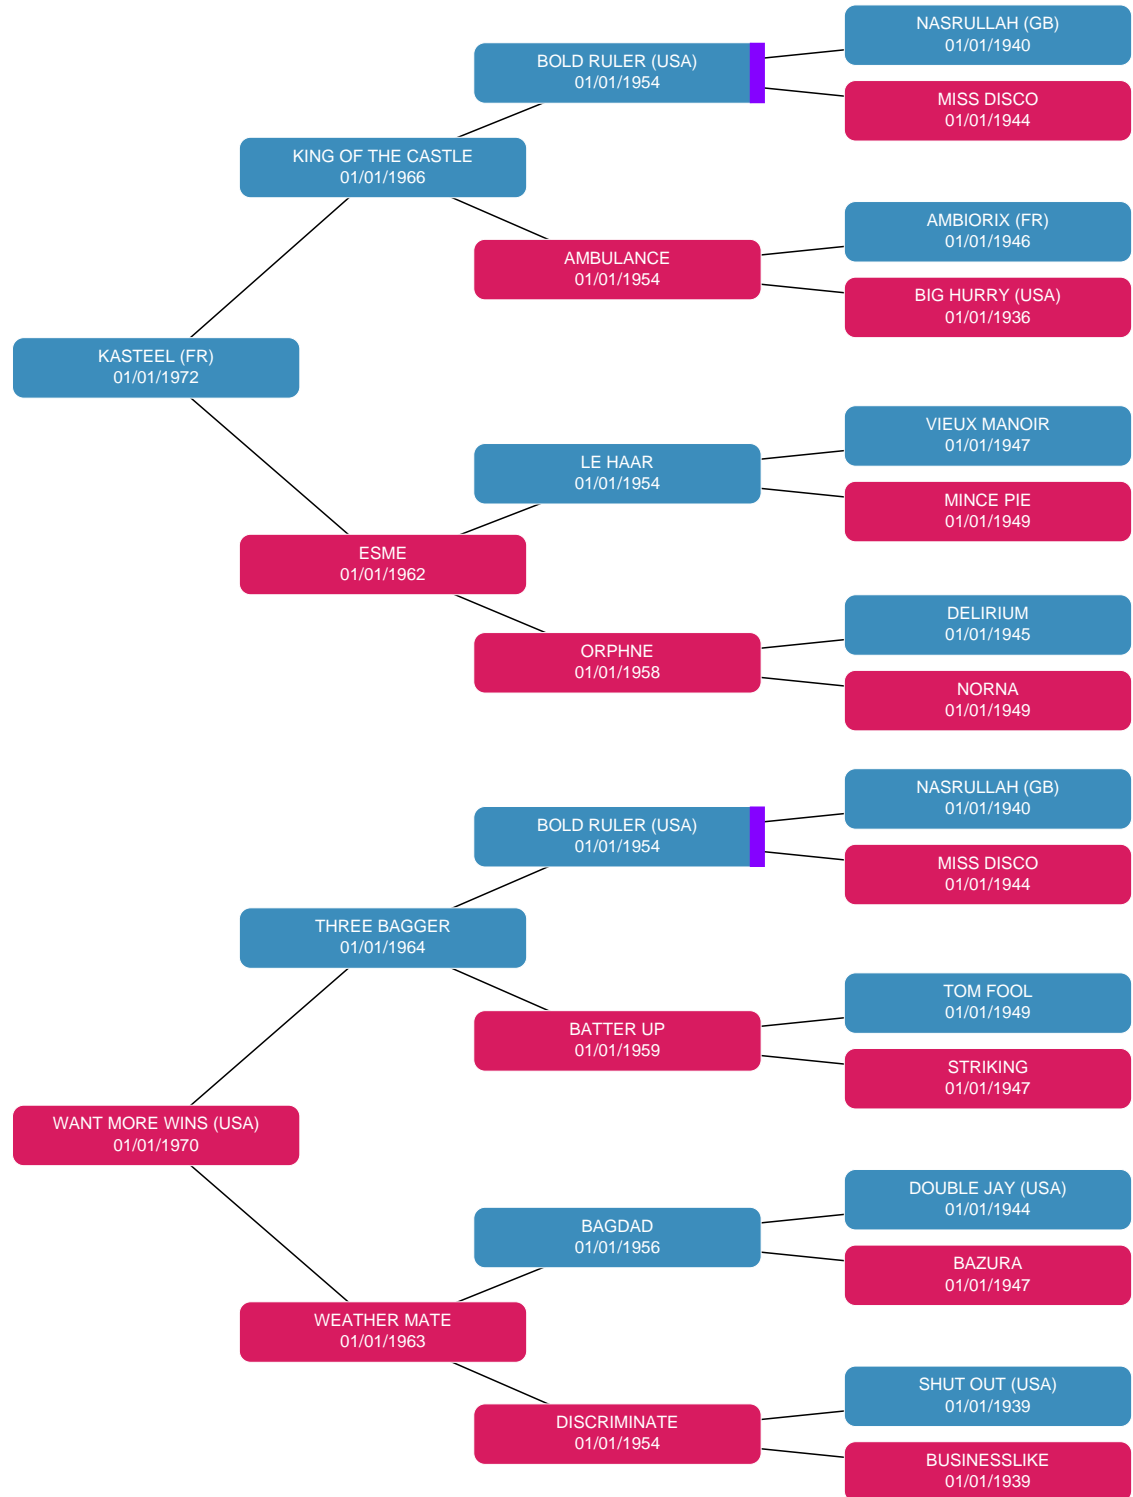 NASRULLAH (GB)
01/01/1940
BOLD RULER (USA)
01/01/1954
MISS DISCO
01/01/1944
KING OF THE CASTLE
01/01/1966
AMBIORIX (FR)
01/01/1946
AMBULANCE
01/01/1954
BIG HURRY (USA)
01/01/1936
KASTEEL (FR)
01/01/1972
VIEUX MANOIR
01/01/1947
LE HAAR
01/01/1954
MINCE PIE
01/01/1949
ESME
01/01/1962
DELIRIUM
01/01/1945
ORPHNE
01/01/1958
NORNA
01/01/1949
NASRULLAH (GB)
01/01/1940
BOLD RULER (USA)
01/01/1954
MISS DISCO
01/01/1944
THREE BAGGER
01/01/1964
TOM FOOL
01/01/1949
BATTER UP
01/01/1959
STRIKING
01/01/1947
WANT MORE WINS (USA)
01/01/1970
DOUBLE JAY (USA)
01/01/1944
BAGDAD
01/01/1956
BAZURA
01/01/1947
WEATHER MATE
01/01/1963
SHUT OUT (USA)
01/01/1939
DISCRIMINATE
01/01/1954
BUSINESSLIKE
01/01/1939